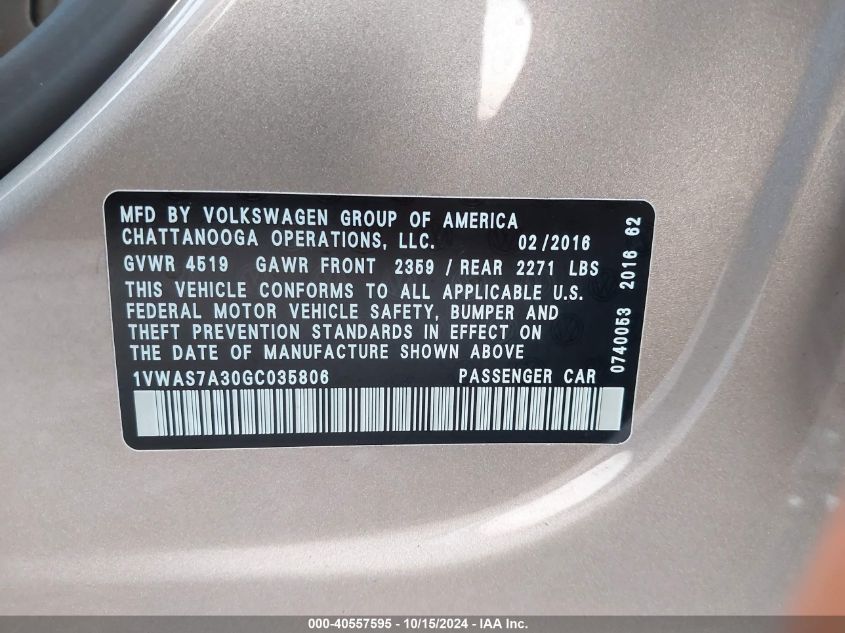 MFD BY VOLKSWAGEN GROUP OF AMERICA
CHATTANOOGA OPERATIONS, LLC. 02/2016
GVWR 4519 GAWR FRONT 2359 / REAR 2271 LBS
THIS VEHICLE CONFORMS TO ALL APPLICABLE U.S.
FEDERAL MOTOR VEHICLE SAFETY, BUMPER AND
THEFT PREVENTION STANDARDS IN EFFECT ON
THE DATE OF MANUFACTURE SHOWN ABOVE
1VWAS7A30GC035806 PASSENGER CAR
0740053 2016 62
000-40557595 - 10/15/2024 - IAA Inc.